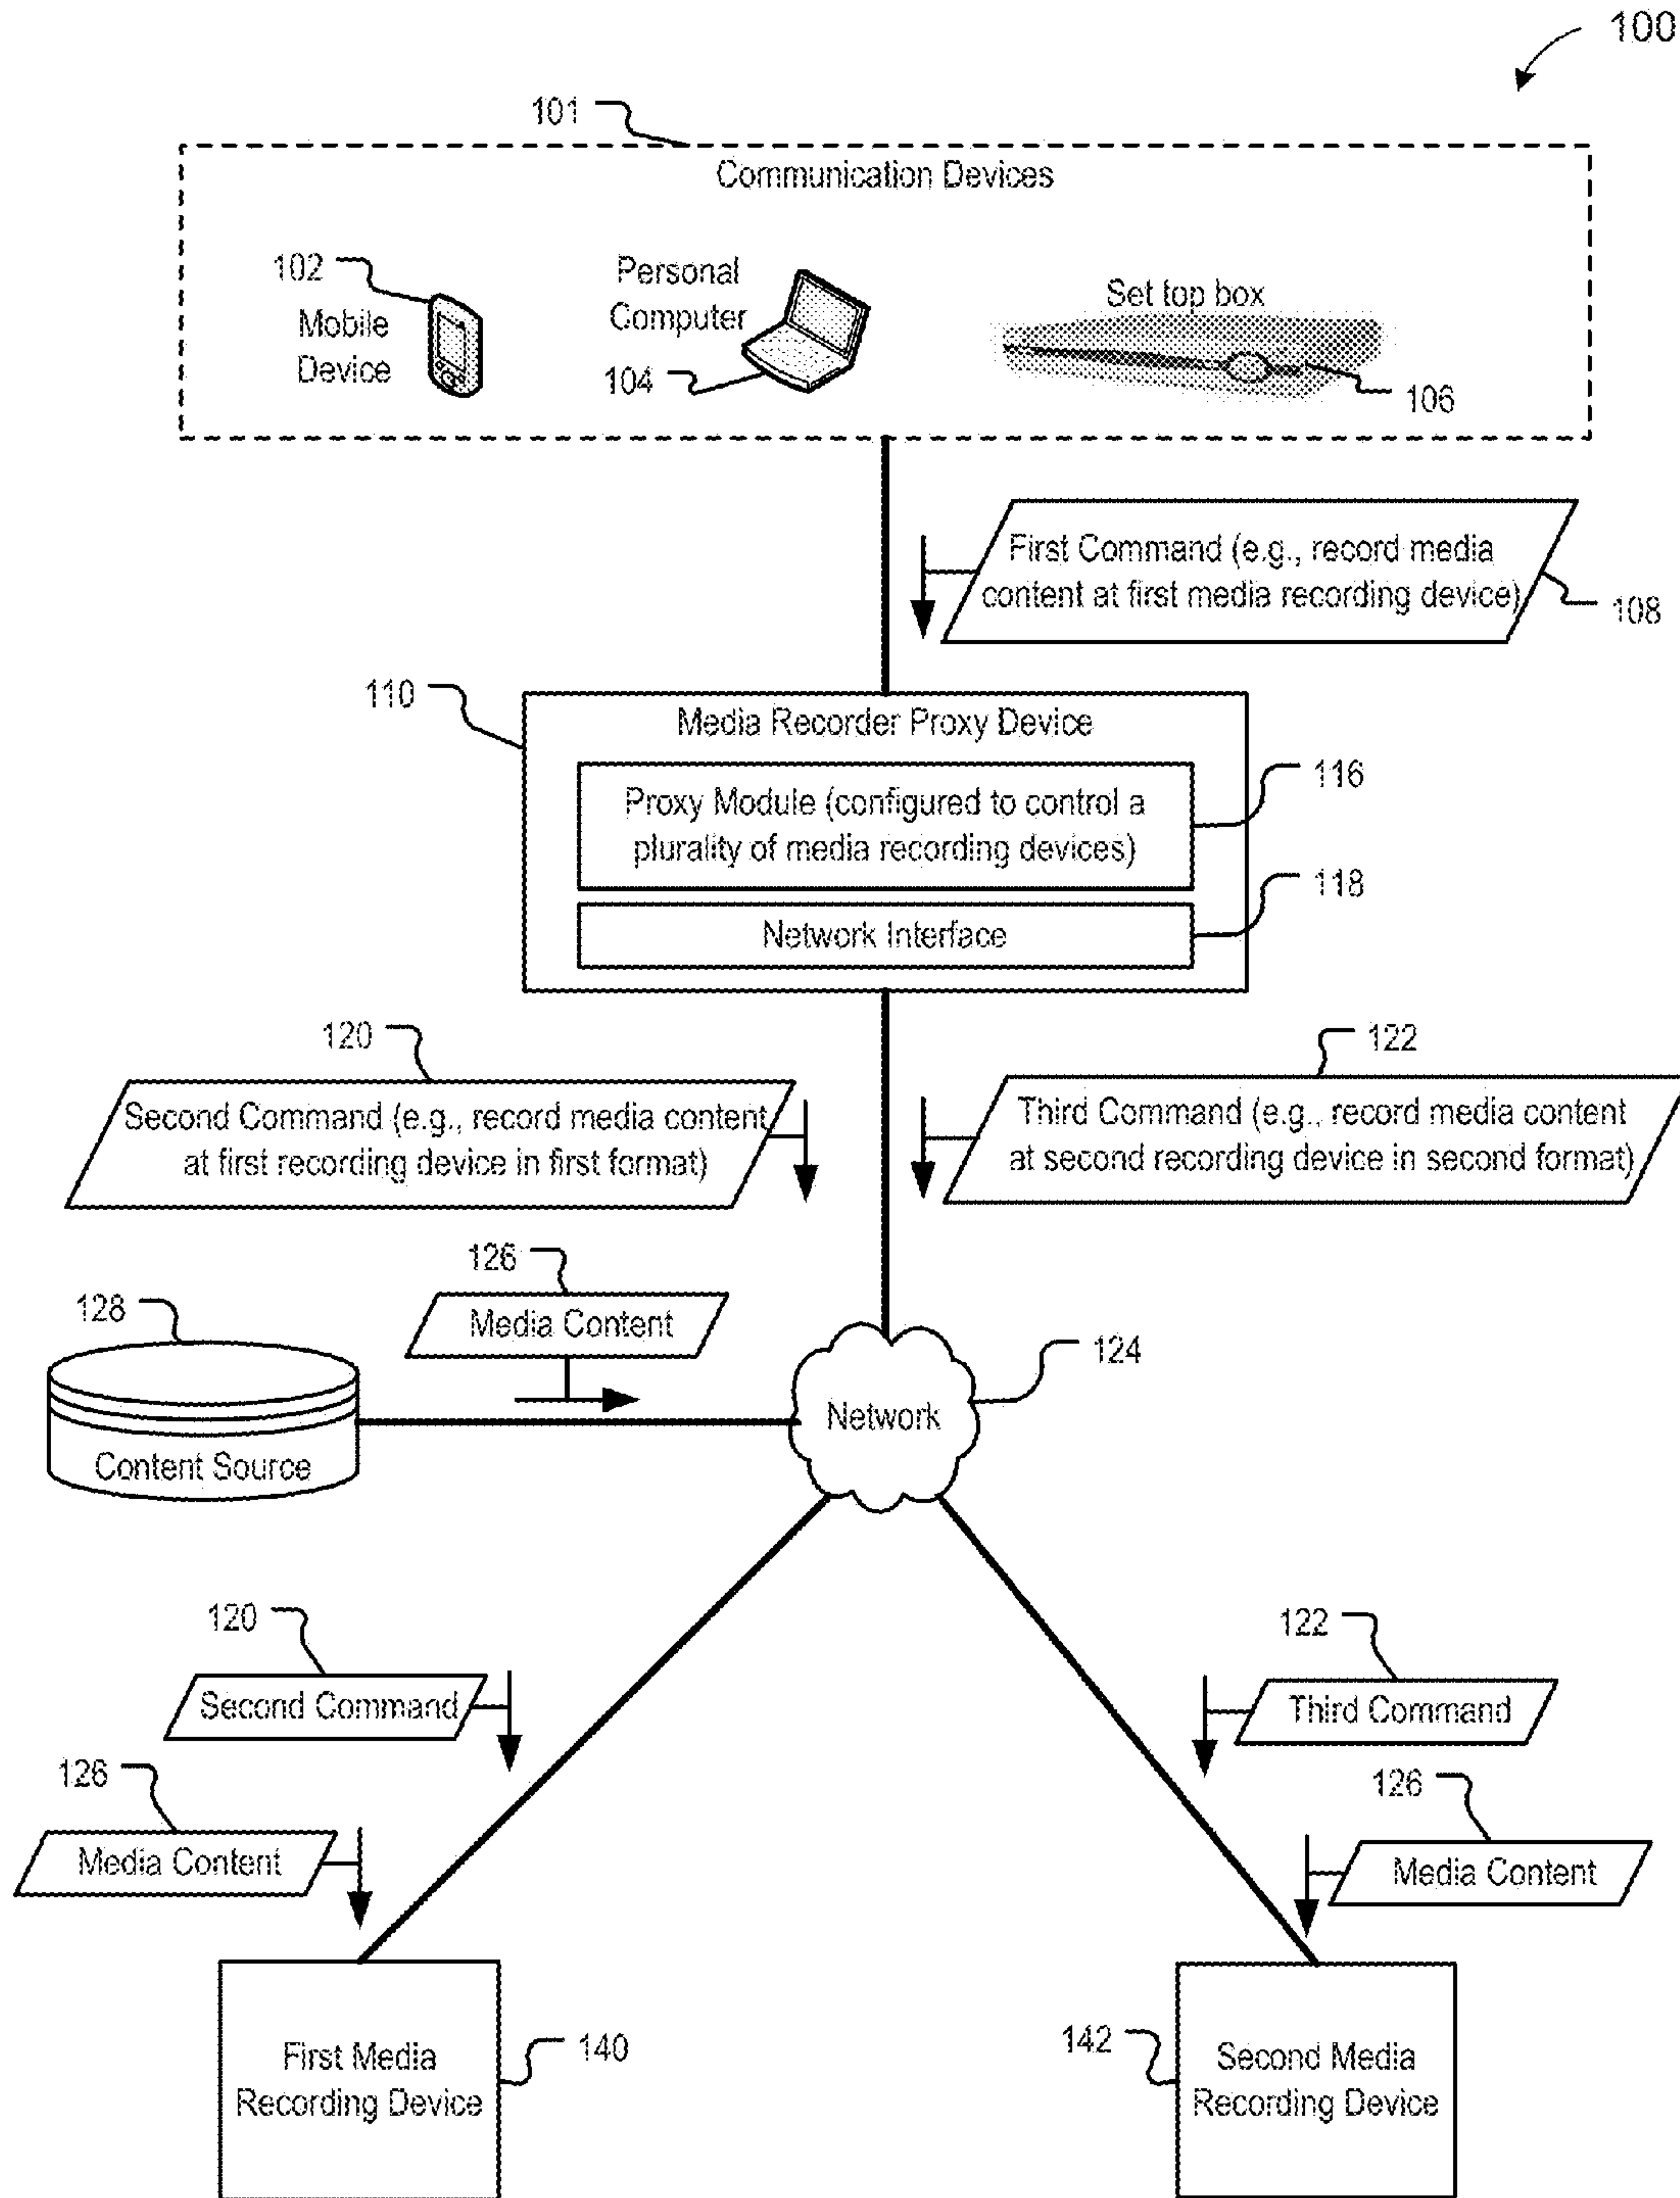 100
101
Communication Devices
102
Mobile
Device
Personal
Computer
104
Set top box
106
First Command (e.g., record media
content at first media recording device)
108
110
Media Recorder Proxy Device
Proxy Module (configured to control a
plurality of media recording devices)
116
118
Network Interface
120
Second Command (e.g., record media content
at first recording device in first format)
122
Third Command (e.g., record media content
at second recording device in second format)
126
Media Content
128
Content Source
Network
124
120
Second Command
122
Third Command
126
Media Content
126
Media Content
First Media
Recording Device
140
142
Second Media
Recording Device